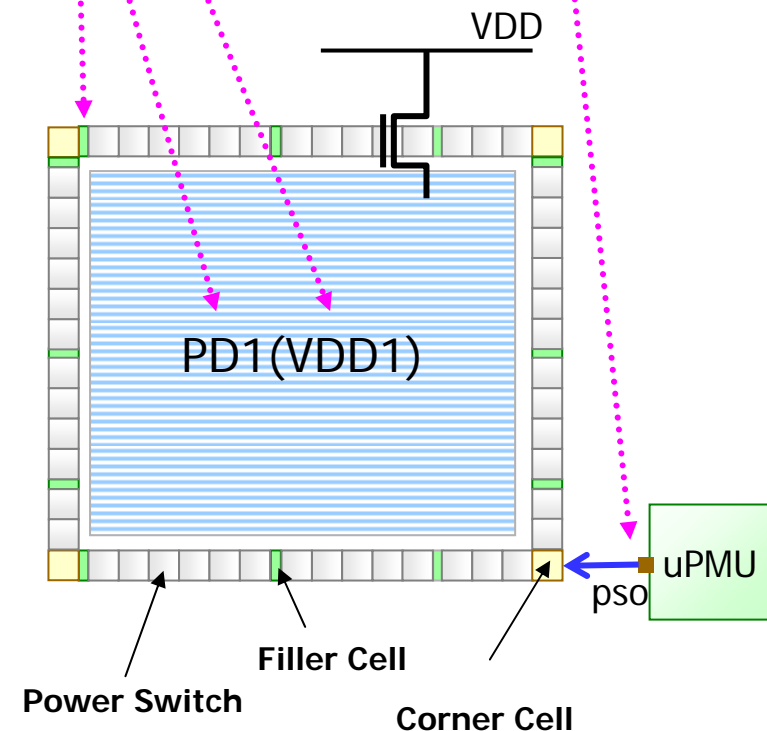 VDD
PD1(VDD1)
uPMU
pso
Filler Cell
Power Switch
Corner Cell